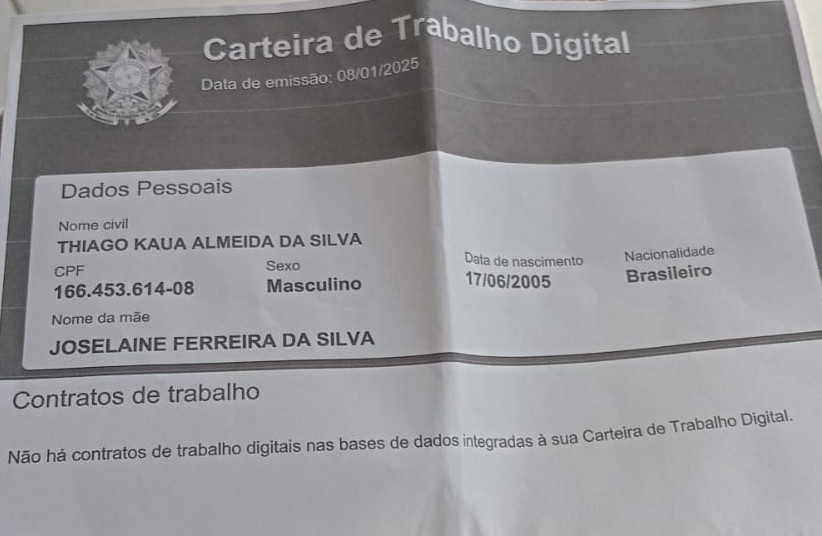 Carteira de Trabalho Digital
Data de emissão: 08/01/2025
Dados Pessoais
Nome civil
THIAGO KAUA ALMEIDA DA SILVA
CPF
166.453.614-08
Sexo
Masculino
Data de nascimento
17/06/2005
Nacionalidade
Brasileiro
Nome da mãe
JOSELAINE FERREIRA DA SILVA
Contratos de trabalho
Não há contratos de trabalho digitais nas bases de dados integradas à sua Carteira de Trabalho Digital.